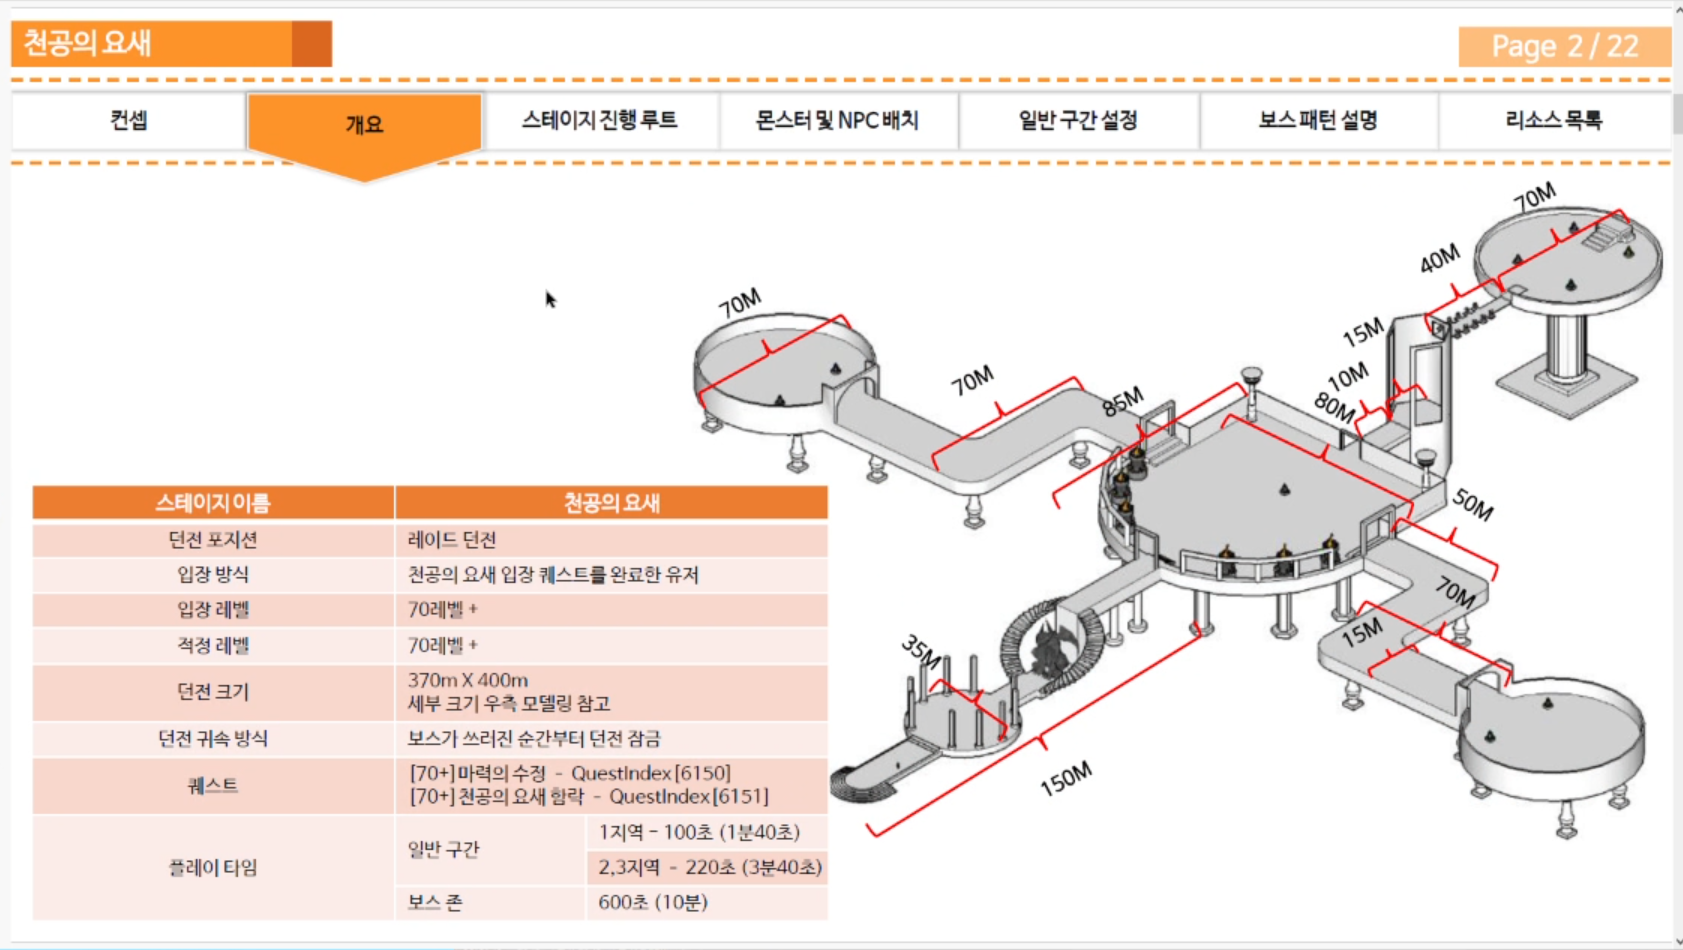 천공의 요새
Page 2 / 22
컨셉
개요
스테이지 진행 루트
몬스터 및 NPC 배치
일반 구간 설정
보스 패턴 설명
리소스 목록
70M
40M
70M
15M
70M
10M
85M
80M
50M
70M
15M
35M
150M
스테이지 이름 천공의 요새
던전 포지션 레이드 던전
입장 방식 천공의 요새 입장 퀘스트를 완료한 유저
입장 레벨 70레벨 +
적정 레벨 70레벨 +
던전 크기 370m X 400m
세부 크기 우측 모델링 참고
던전 귀속 방식 보스가 쓰러진 순간부터 던전 잠금
퀘스트 [70+]마력의 수정 - QuestIndex[6150]
[70+]천공의 요새 함락 - QuestIndex[6151]
플레이 타임 일반 구간 1지역 - 100초 (1분40초)
2,3지역 - 220초 (3분40초)
보스 존 600초 (10분)